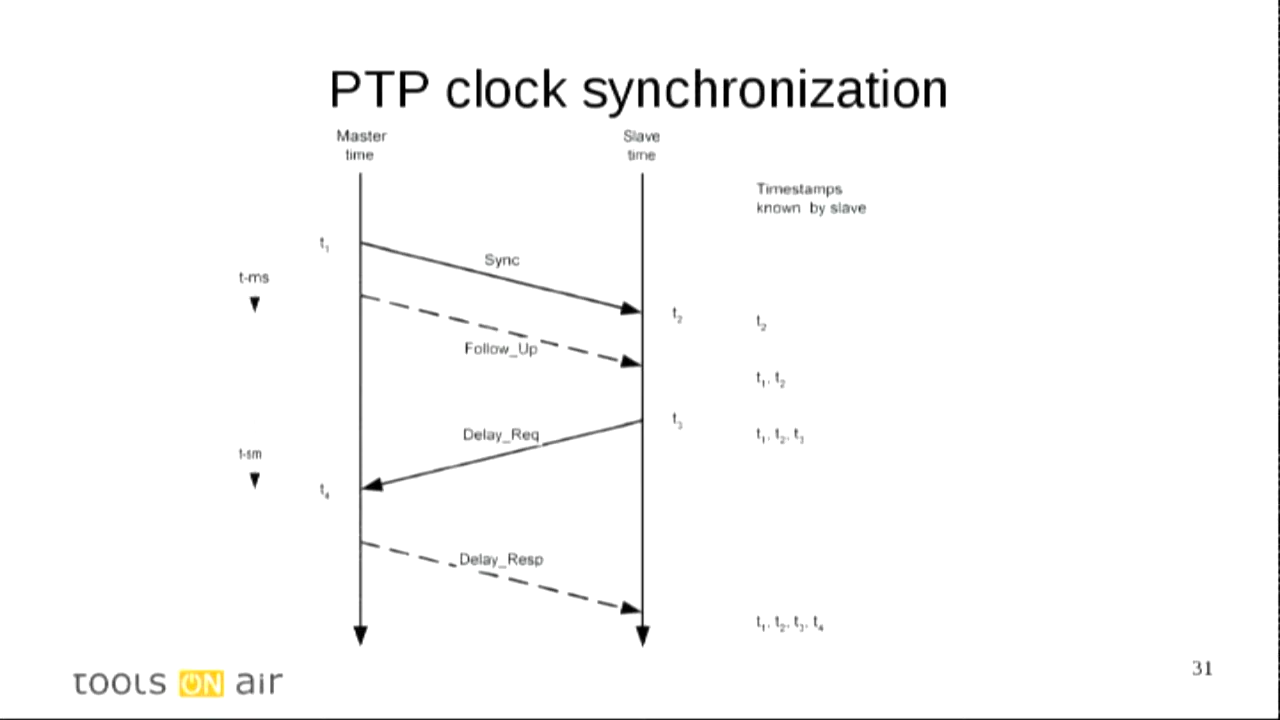 PTP clock synchronization
Master
time
Slave
time
Timestamps
known by slave
t₁
Sync
t-ms
t₂
t₂
Follow_Up
t₁, t₂
t₃
Delay_Req
t₁, t₂, t₃
t-sm
t₄
Delay_Resp
t₁, t₂, t₃, t₄
31
TOOLS ON AIR